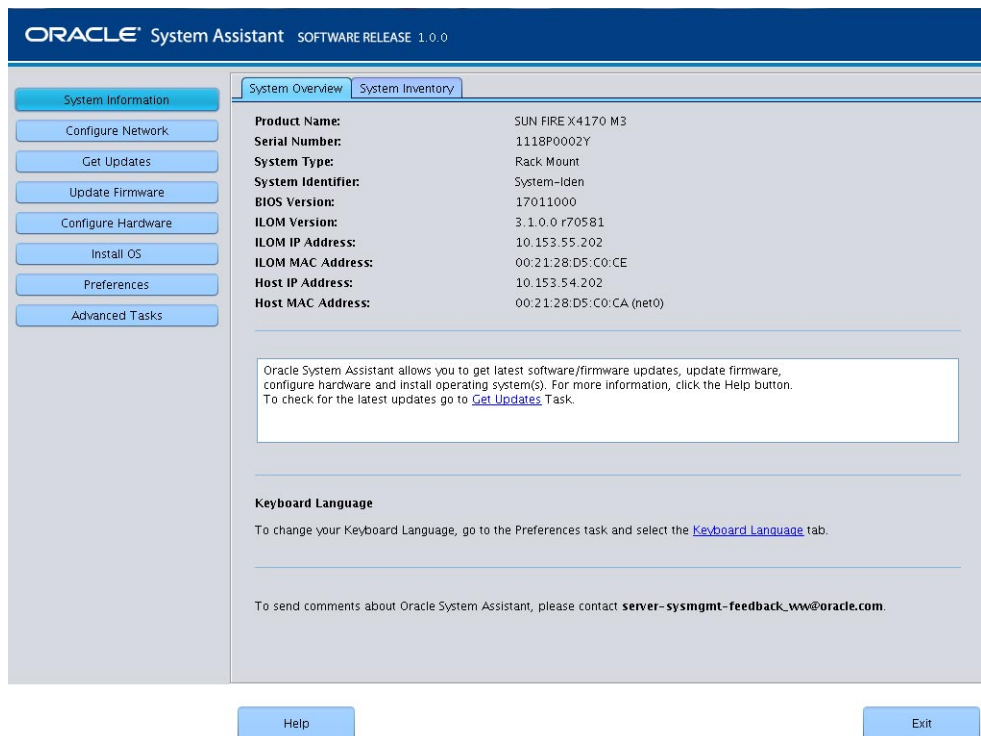 ORACLE System Assistant SOFTWARE RELEASE 1.0.0
System Information
Configure Network
Get Updates
Update Firmware
Configure Hardware
Install OS
Preferences
Advanced Tasks
System Overview System Inventory
Product Name: SUN FIRE X4170 M3
Serial Number: 1118P0002Y
System Type: Rack Mount
System Identifier: System-Iden
BIOS Version: 17011000
ILOM Version: 3.1.0.0 r70581
ILOM IP Address: 10.153.55.202
ILOM MAC Address: 00:21:28:D5:C0:CE
Host IP Address: 10.153.54.202
Host MAC Address: 00:21:28:D5:C0:CA (net0)
Oracle System Assistant allows you to get latest software/firmware updates, update firmware,
configure hardware and install operating system(s). For more information, click the Help button.
To check for the latest updates go to Get Updates Task.
Keyboard Language
To change your Keyboard Language, go to the Preferences task and select the Keyboard Language tab.
To send comments about Oracle System Assistant, please contact server-sysmgmt-feedback_ww@oracle.com.
Help
Exit